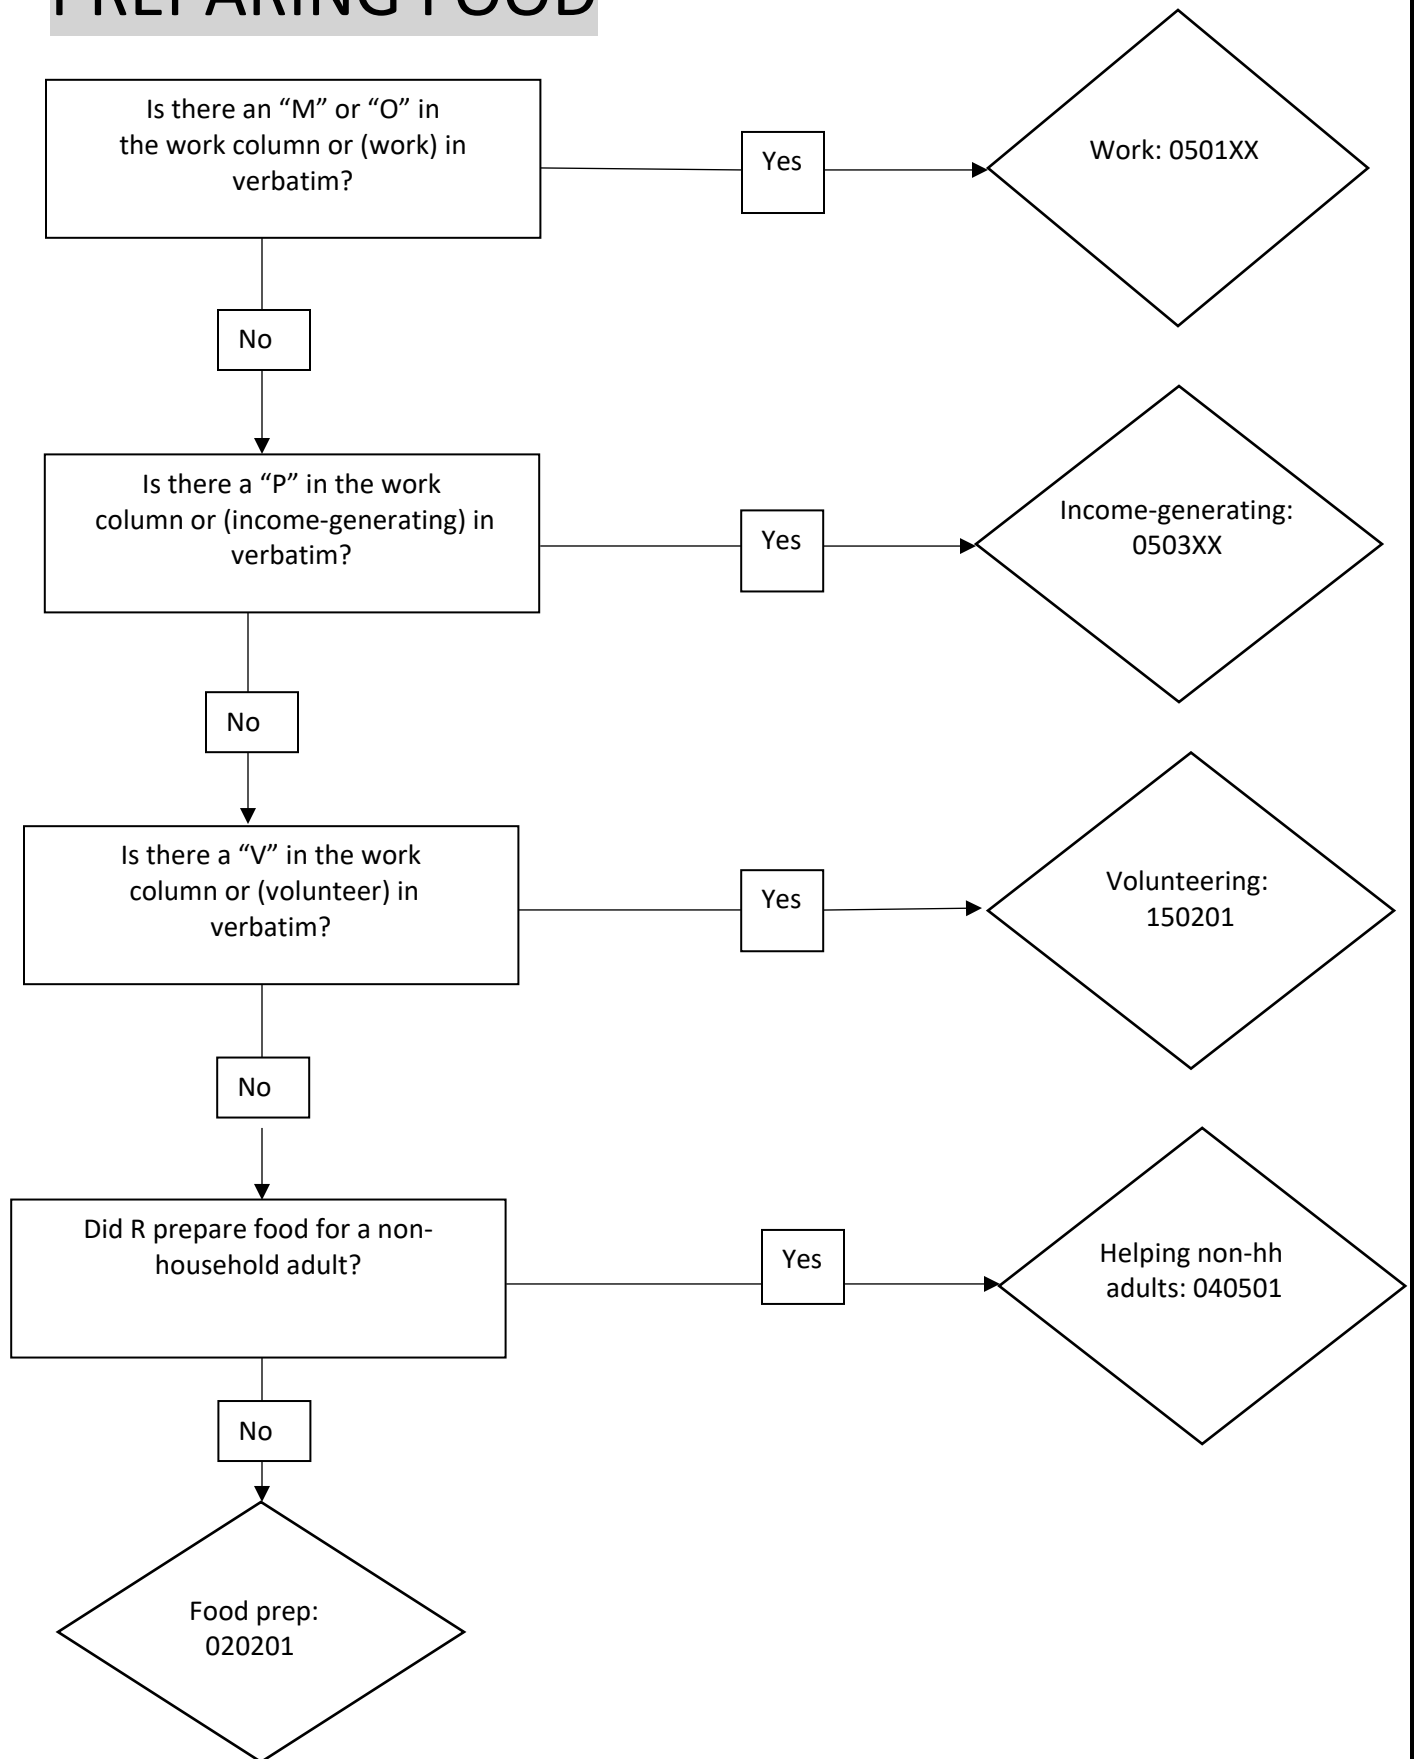 PREPARING FOOD
Is there an “M” or “O” in
the work column or (work) in
verbatim?
Yes
Work: 0501XX
No
Is there a “P” in the work
column or (income-generating) in
verbatim?
Yes
Income-generating:
0503XX
No
Is there a “V” in the work
column or (volunteer) in
verbatim?
Yes
Volunteering:
150201
No
Did R prepare food for a non-
household adult?
Yes
Helping non-hh
adults: 040501
No
Food prep:
020201